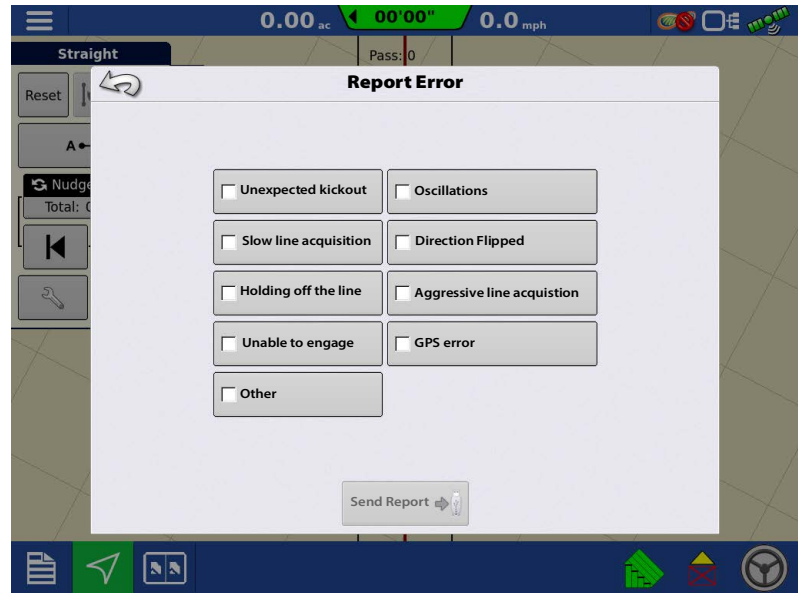 0.00 ac
00'00"
0.0 mph
Straight
Pass: 0
Report Error
Reset
A
Nudge
Total: 0
Unexpected kickout
Oscillations
Slow line acquisition
Direction Flipped
Holding off the line
Aggressive line acquistion
Unable to engage
GPS error
Other
Send Report